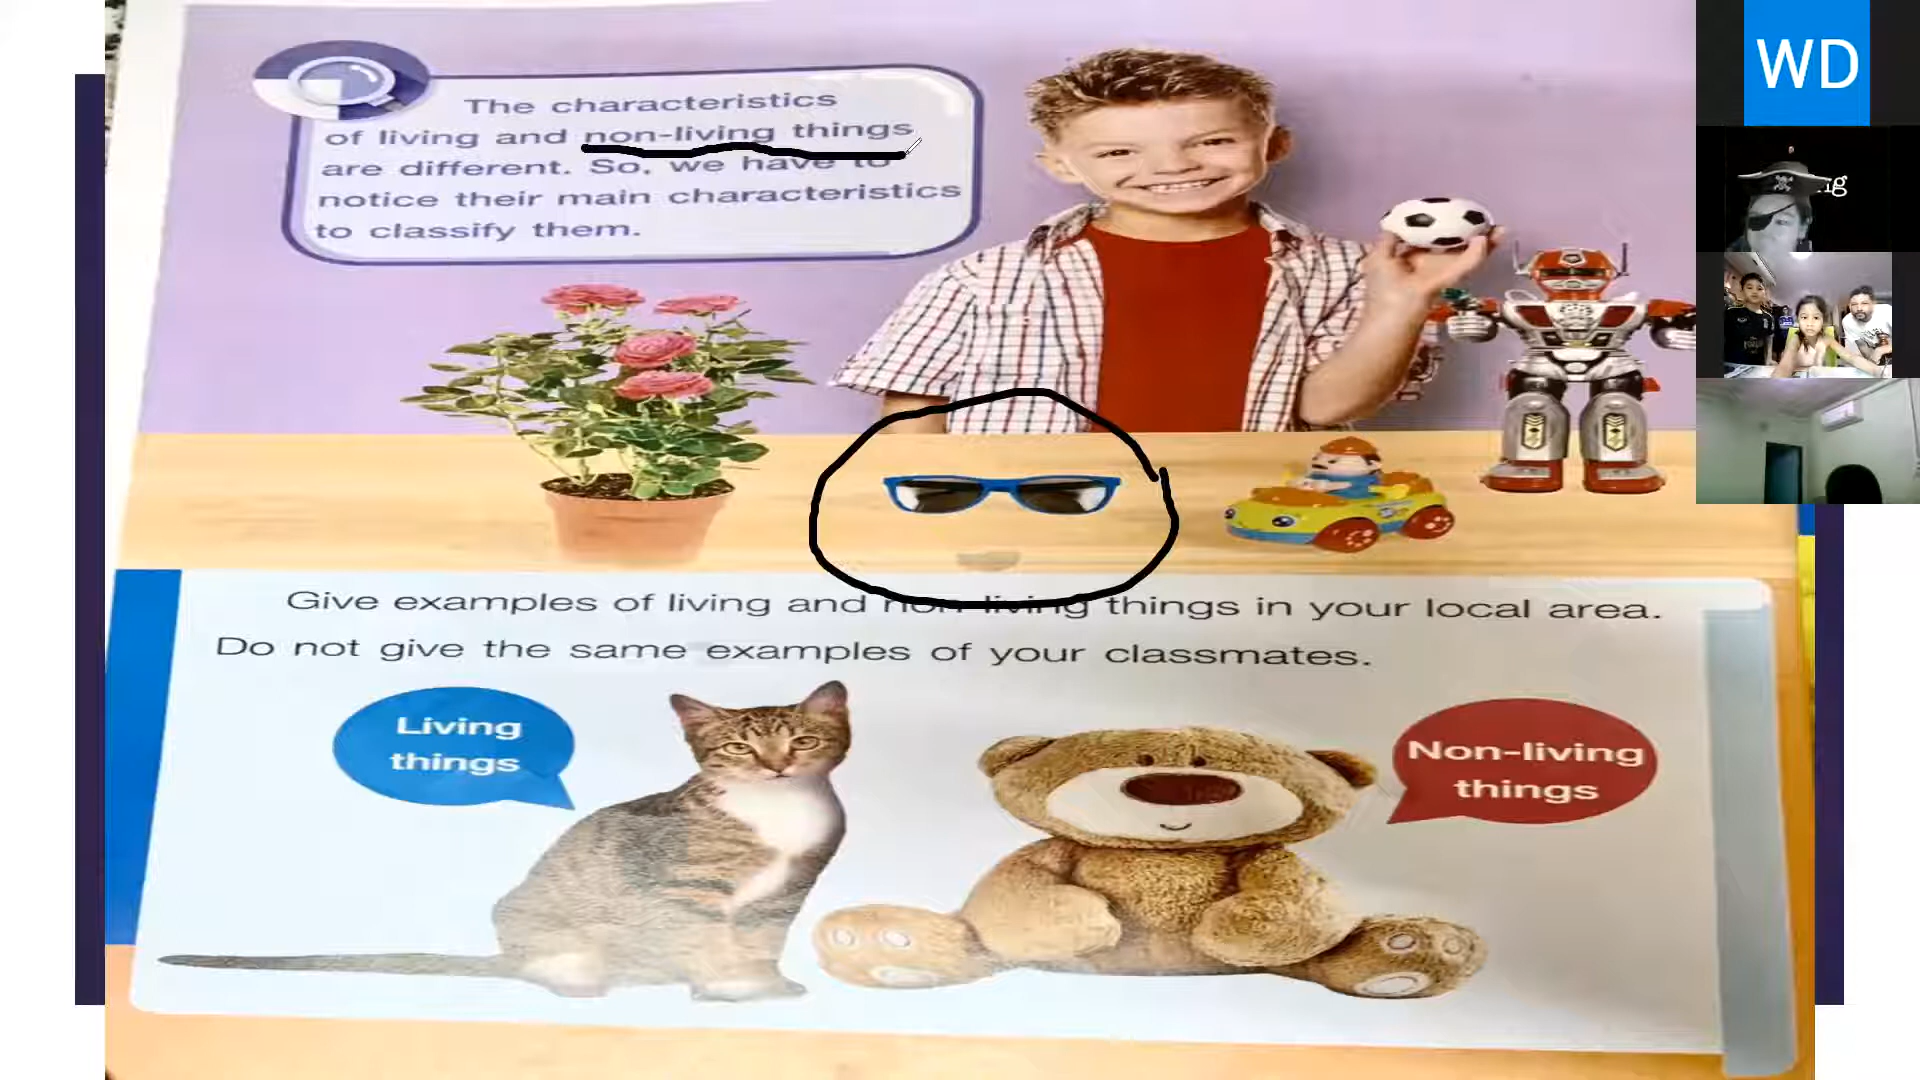 The characteristics
of living and non-living things
are different. So, we have to
notice their main characteristics
to classify them.
Give examples of living and non-living things in your local area.
Do not give the same examples of your classmates.
Living
things
Non-living
things
WD